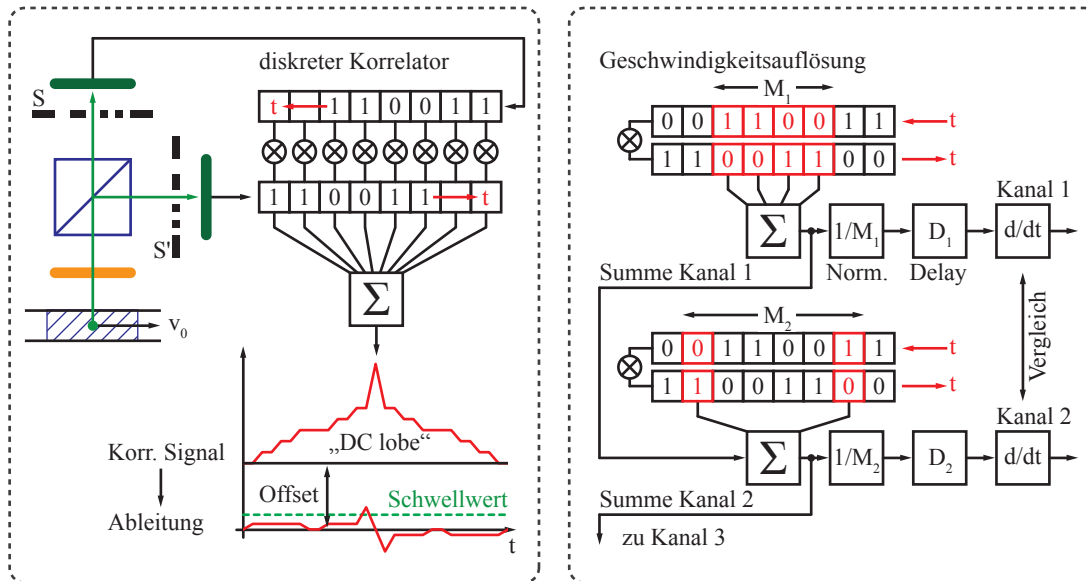 S
S'
v0
diskreter Korrelator
t 1 1 0 0 1 1
1 1 0 0 1 1 t
Σ
„DC lobe“
Korr. Signal
Offset
Schwellwert
Ableitung
t
Geschwindigkeitsauflösung
M1
0 0 1 1 0 0 1 1 t
1 1 0 0 1 1 0 0 t
Kanal 1
Σ 1/M1 D1 d/dt
Summe Kanal 1 Norm. Delay
M2
0 0 1 1 0 0 1 1 t
1 1 0 0 1 1 0 0 t
Vergleich
Kanal 2
Σ 1/M2 D2 d/dt
Summe Kanal 2
zu Kanal 3